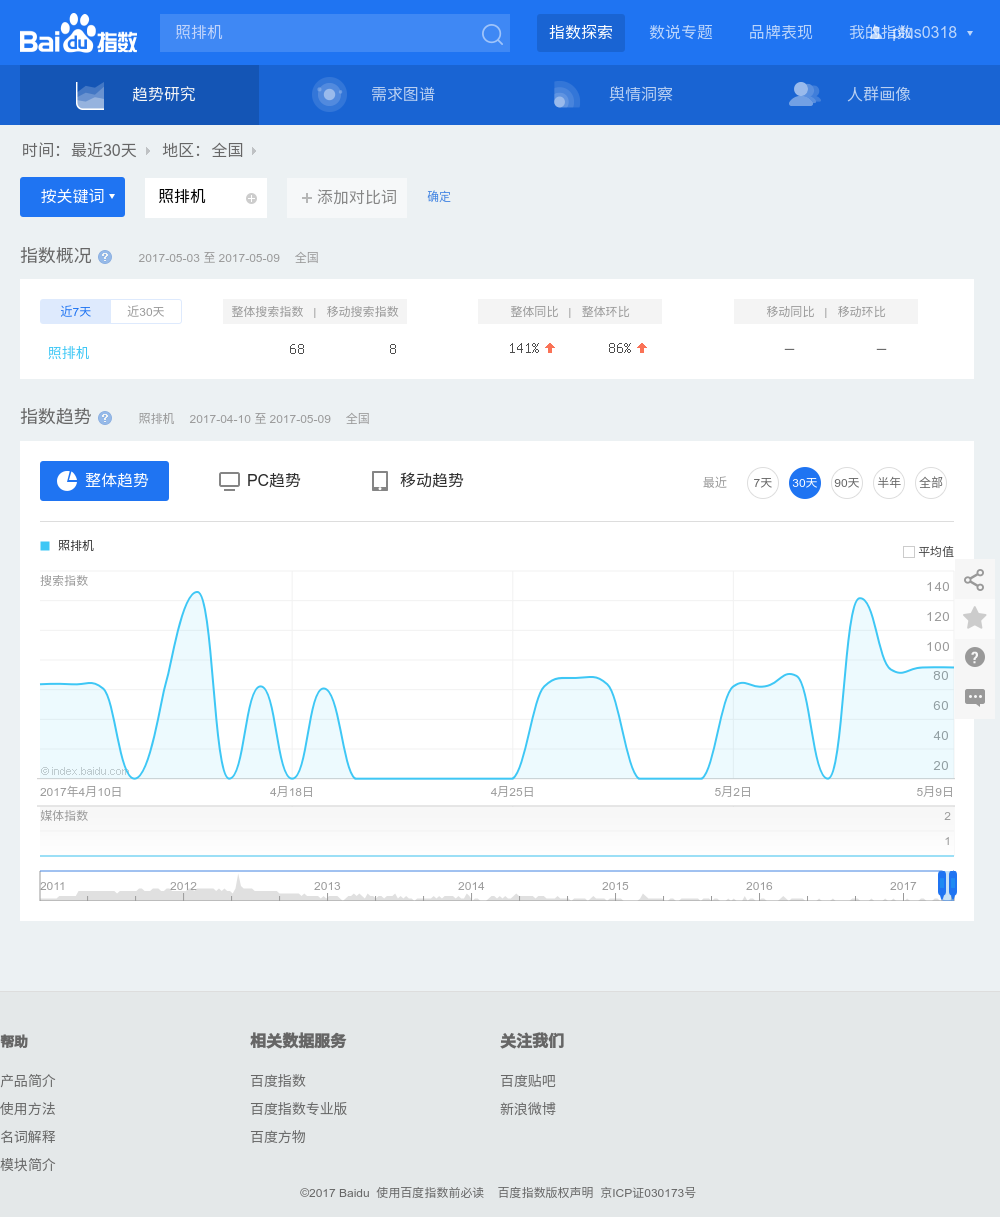 Bai du 指数
照排机
指数探索 数说专题 品牌表现 我的指数 plus0318
趋势研究 需求图谱 舆情洞察 人群画像
时间： 最近30天 地区： 全国
按关键词 照排机 + 添加对比词 确定
指数概况 ? 2017-05-03 至 2017-05-09 全国
近7天 近30天 整体搜索指数 | 移动搜索指数 整体同比 | 整体环比 移动同比 | 移动环比
照排机 68 8 141% 86% — —
指数趋势 ? 照排机 2017-04-10 至 2017-05-09 全国
整体趋势 PC趋势 移动趋势 最近 7天 30天 90天 半年 全部
照排机
平均值
搜索指数
140
120
100
80
60
40
20
©index.baidu.com
2017年4月10日 4月18日 4月25日 5月2日 5月9日
媒体指数 2
1
2011 2012 2013 2014 2015 2016 2017
帮助 相关数据服务 关注我们
产品简介 百度指数 百度贴吧
使用方法 百度指数专业版 新浪微博
名词解释 百度方物
模块简介
©2017 Baidu 使用百度指数前必读 百度指数版权声明 京ICP证030173号